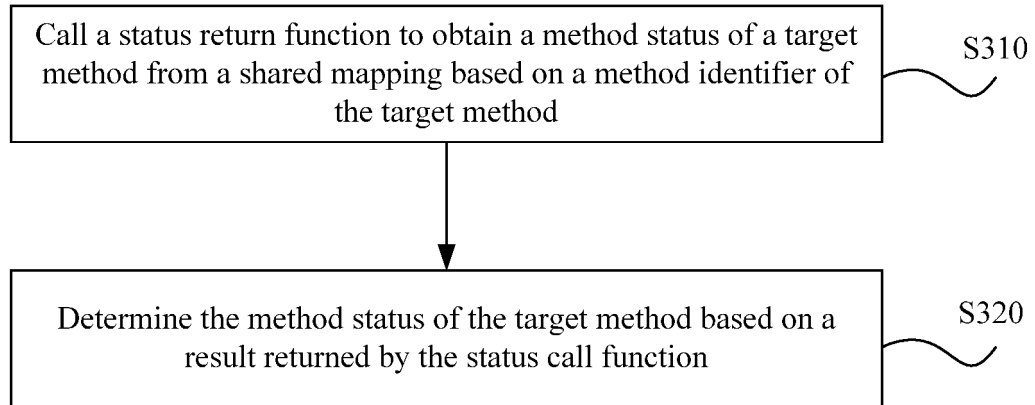 Call a status return function to obtain a method status of a target
method from a shared mapping based on a method identifier of
the target method
S310
Determine the method status of the target method based on a
result returned by the status call function
S320